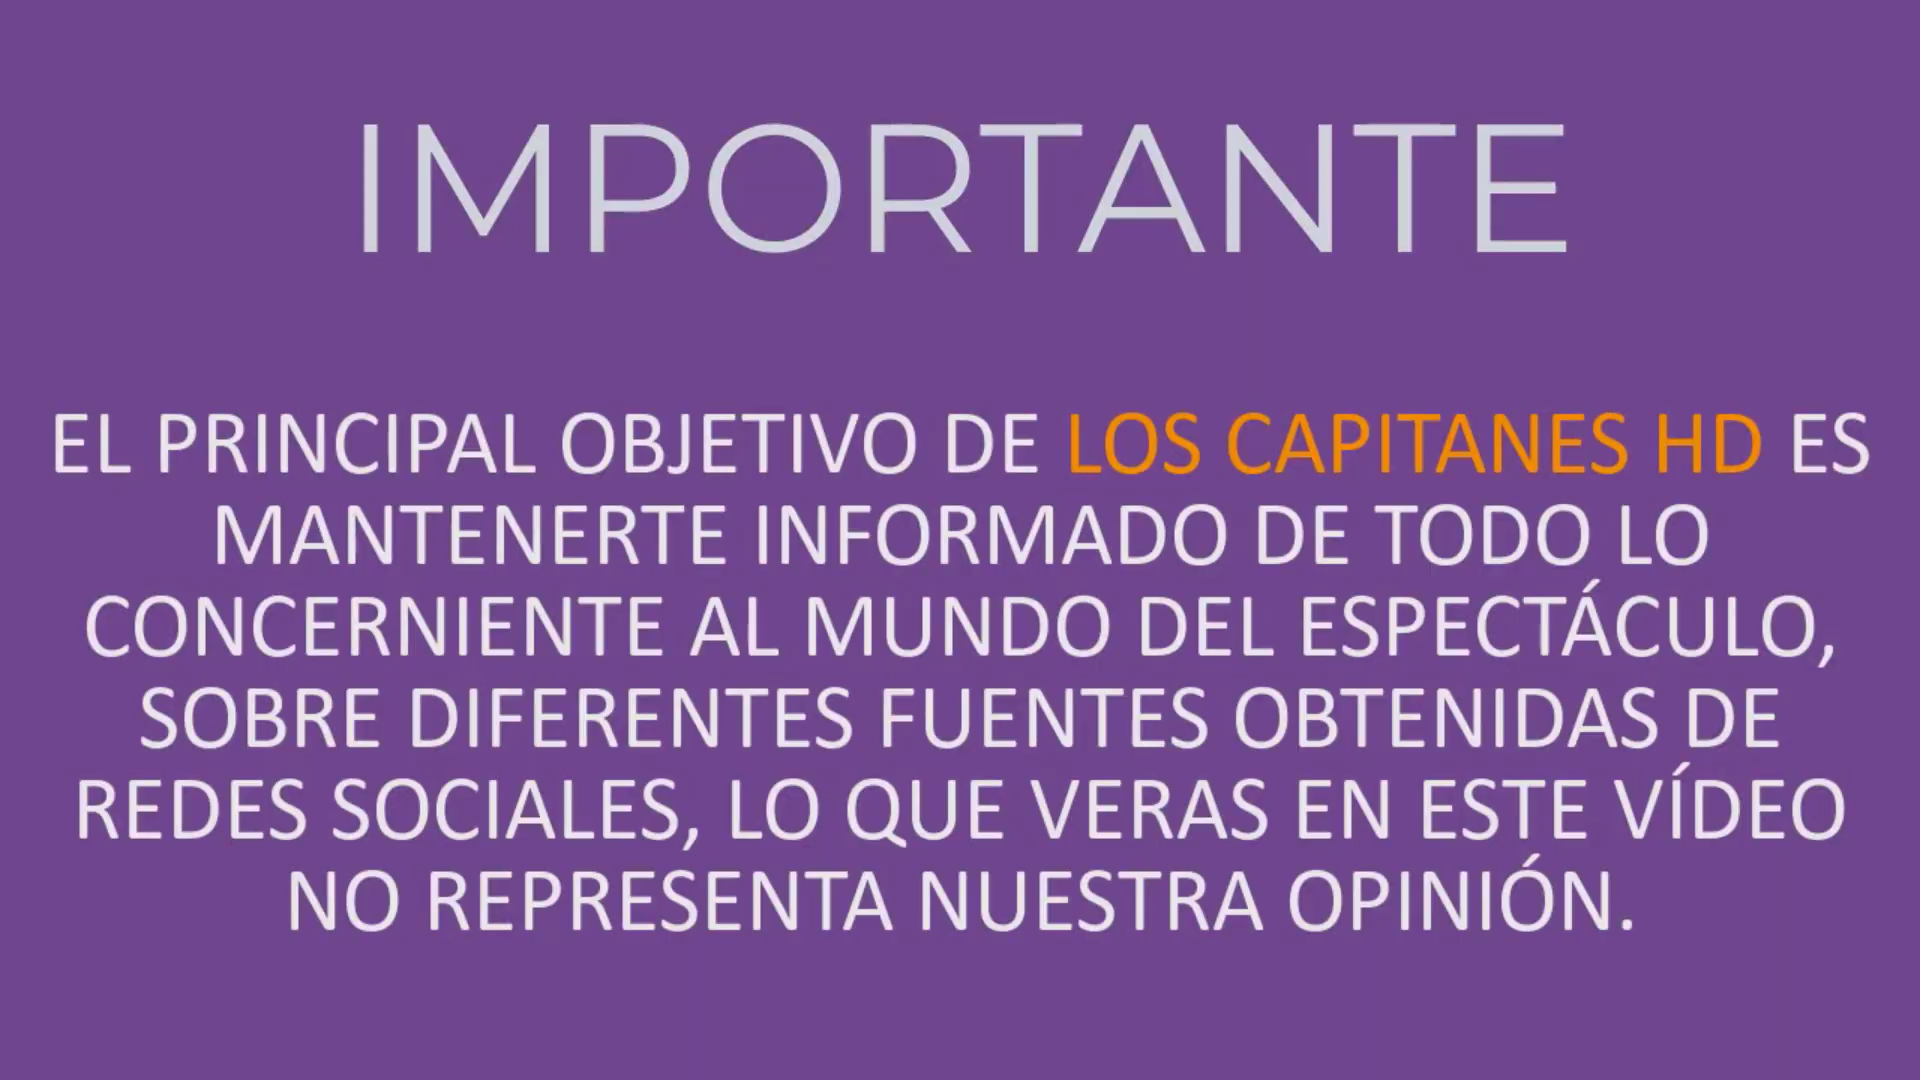 IMPORTANTE
EL PRINCIPAL OBJETIVO DE LOS CAPITANES HD ES
MANTENERTE INFORMADO DE TODO LO
CONCERNIENTE AL MUNDO DEL ESPECTÁCULO,
SOBRE DIFERENTES FUENTES OBTENIDAS DE
REDES SOCIALES, LO QUE VERAS EN ESTE VÍDEO
NO REPRESENTA NUESTRA OPINIÓN.